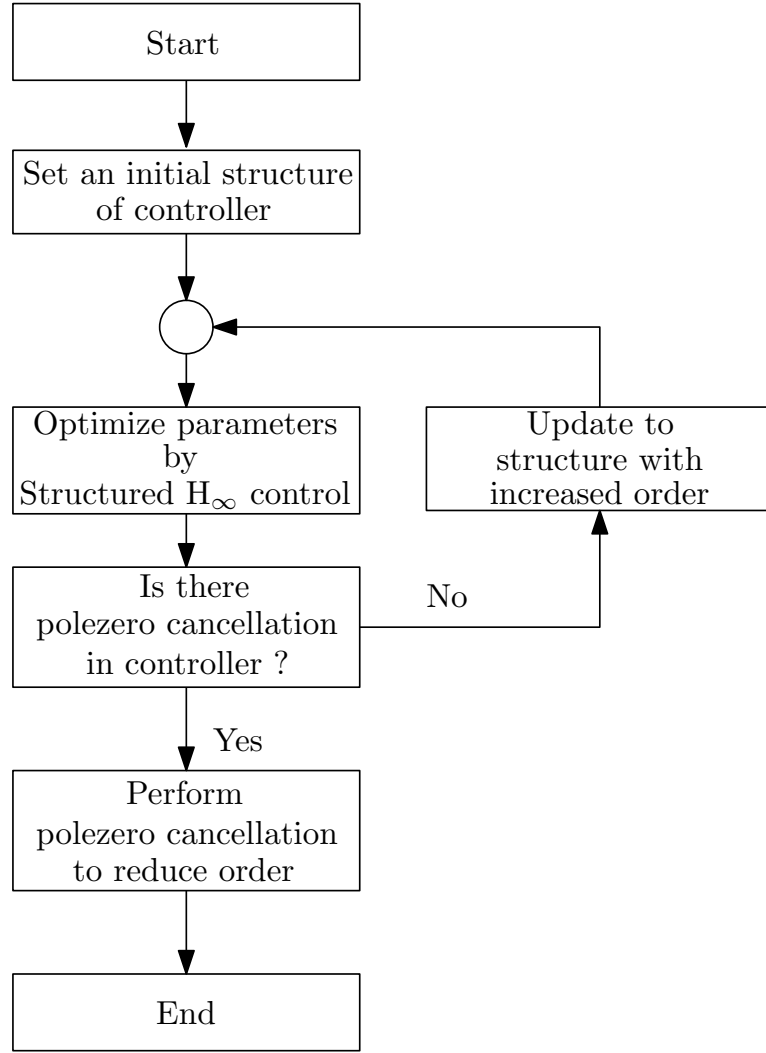 Start
Set an initial structure
of controller
Optimize parameters
by
Structured H∞ control
Update to
structure with
increased order
Is there
polezero cancellation
in controller ?
No
Yes
Perform
polezero cancellation
to reduce order
End